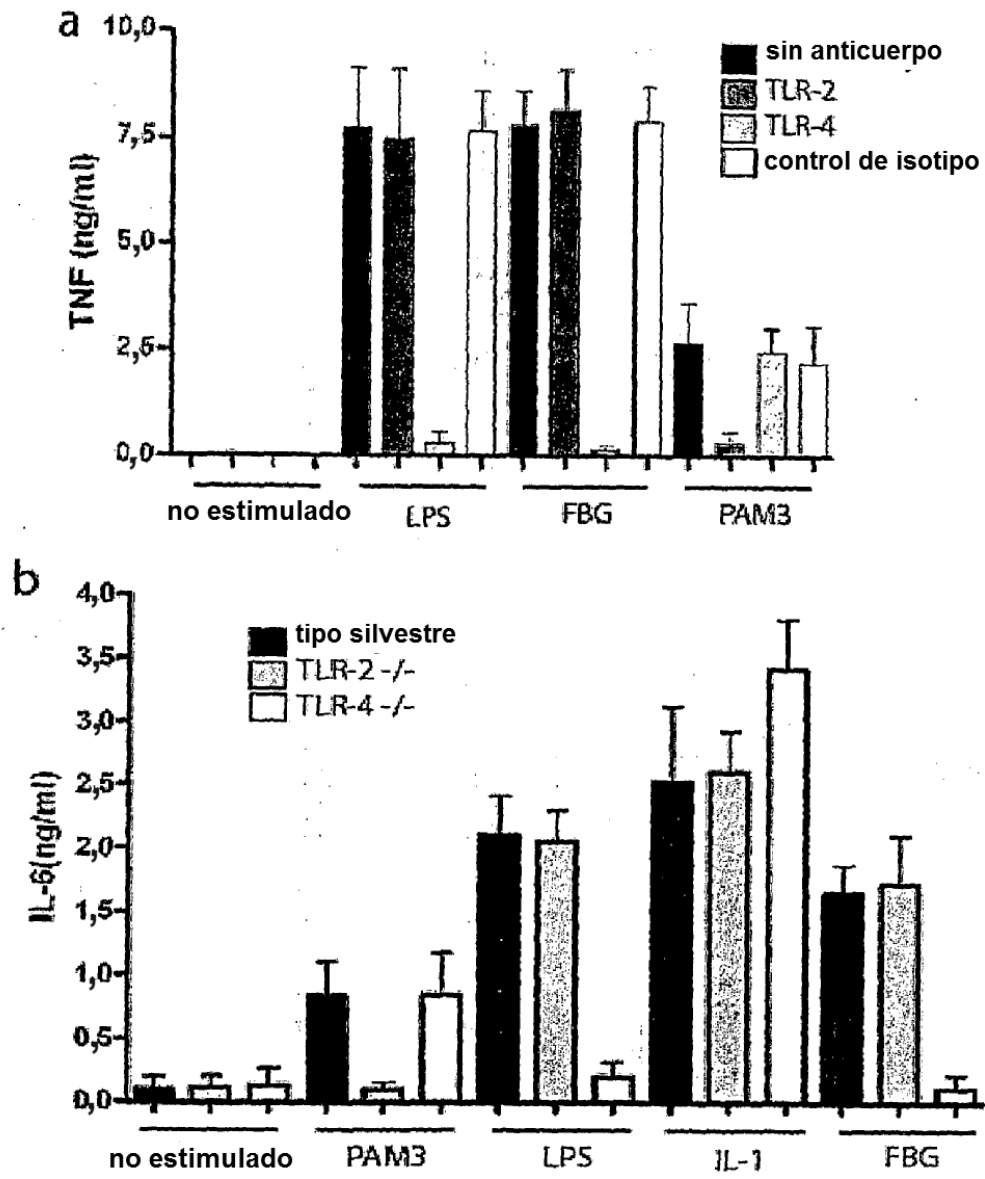 a
10,0
7,5
5,0
2,5
0,0
TNF (ng/ml)
sin anticuerpo
TLR-2
TLR-4
control de isotipo
no estimulado
LPS
FBG
PAM3
b
4,0
3,5
3,0
2,5
2,0
1,5
1,0
0,5
0,0
IL-6(ng/ml)
tipo silvestre
TLR-2 -/-
TLR-4 -/-
no estimulado
PAM3
LPS
IL-1
FBG